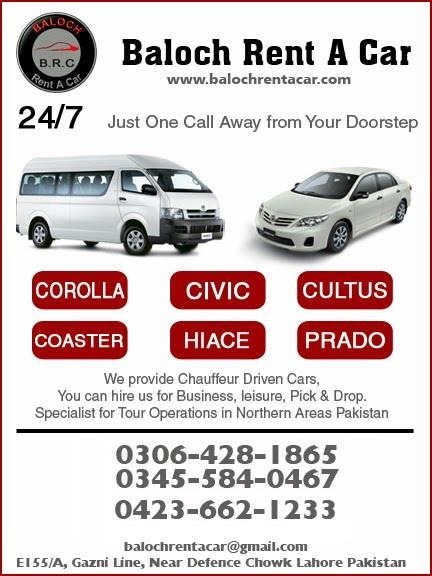 BALOCH
B.R.C
Rent A Car
Baloch Rent A Car
www.balochrentacar.com
24/7 Just One Call Away from Your Doorstep
COROLLA CIVIC CULTUS
COASTER HIACE PRADO
We provide Chauffeur Driven Cars,
You can hire us for Business, leisure, Pick & Drop.
Specialist for Tour Operations in Northern Areas Pakistan
0306-428-1865
0345-584-0467
0423-662-1233
balochrentacar@gmail.com
E155/A, Gazni Line, Near Defence Chowk Lahore Pakistan